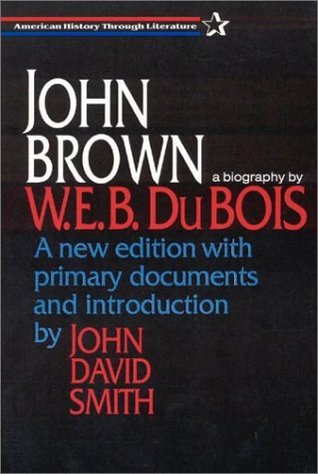 American History Through Literature
JOHN
BROWN a biography by
W.E.B. DU BOIS
A new edition with
primary documents
and introduction
by JOHN
DAVID
SMITH